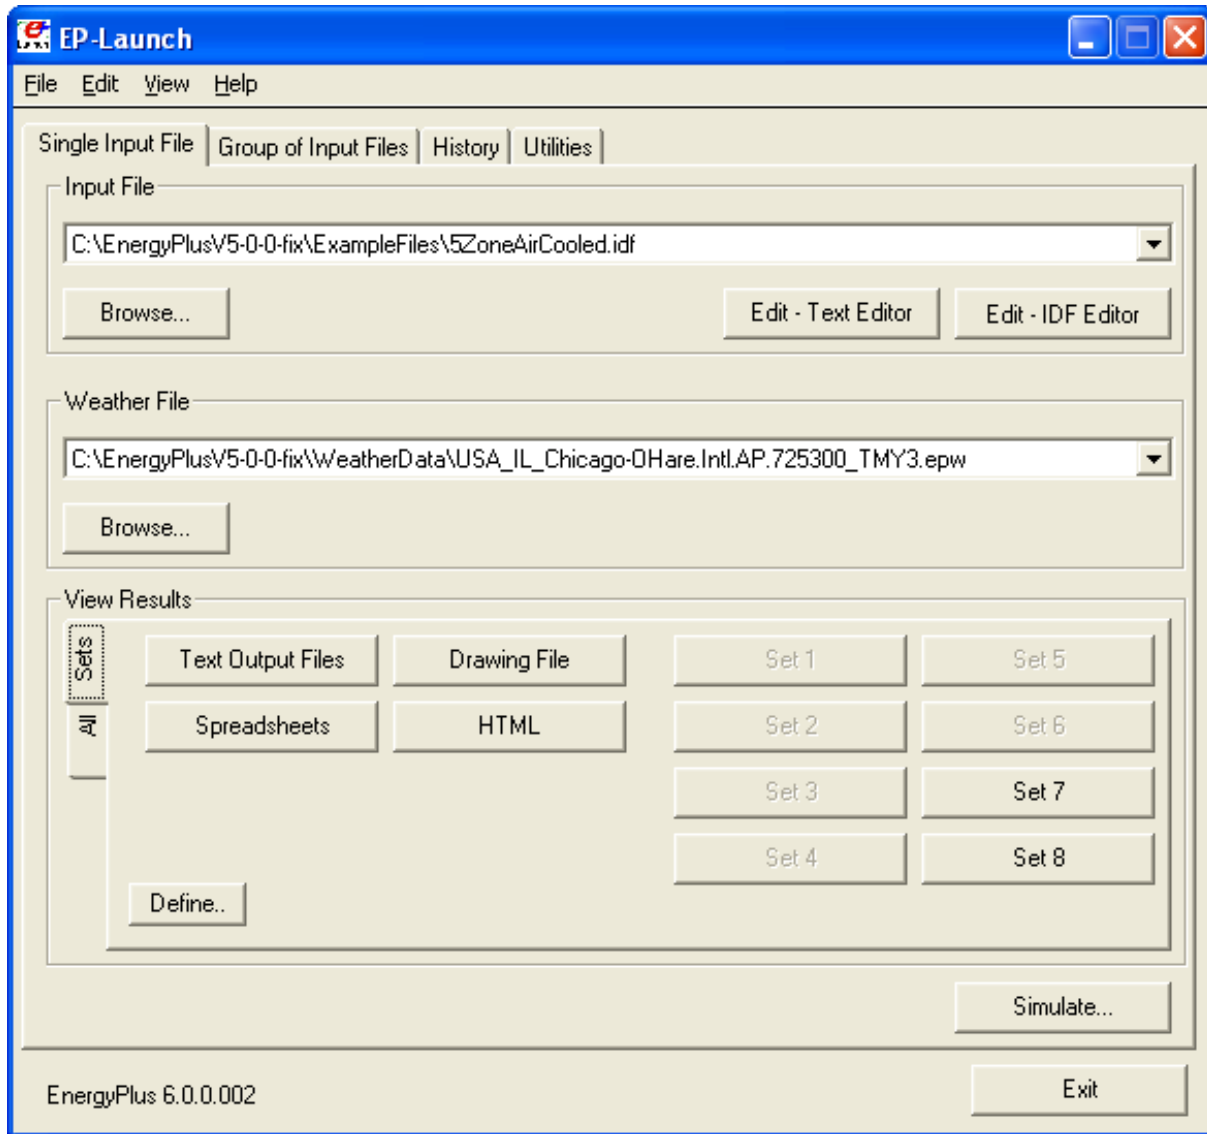 EP-Launch
File Edit View Help
Single Input File Group of Input Files History Utilities
Input File
C:\EnergyPlusV5-0-0-fix\ExampleFiles\5ZoneAirCooled.idf
Browse... Edit - Text Editor Edit - IDF Editor
Weather File
C:\EnergyPlusV5-0-0-fix\WeatherData\USA_IL_Chicago-OHare.Intl.AP.725300_TMY3.epw
Browse...
View Results
Sets
All
Text Output Files Drawing File Set 1 Set 5
Spreadsheets HTML Set 2 Set 6
Set 3 Set 7
Set 4 Set 8
Define..
Simulate...
EnergyPlus 6.0.0.002 Exit